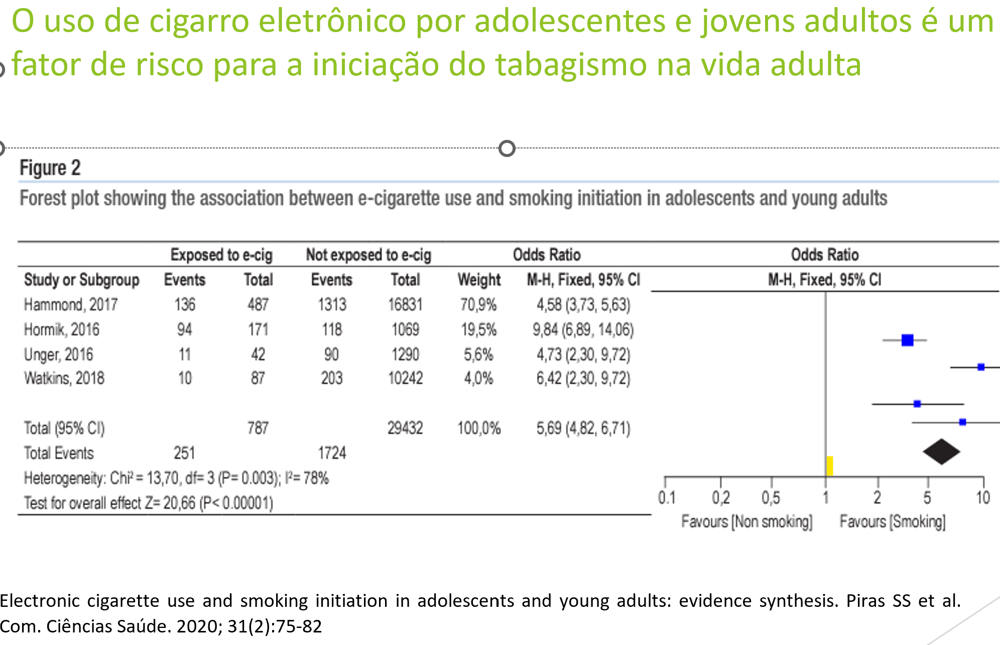 O uso de cigarro eletrônico por adolescentes e jovens adultos é um
fator de risco para a iniciação do tabagismo na vida adulta
Figure 2
Forest plot showing the association between e-cigarette use and smoking initiation in adolescents and young adults
Exposed to e-cig Not exposed to e-cig Odds Ratio Odds Ratio
Study or Subgroup Events Total Events Total Weight M-H, Fixed, 95% CI M-H, Fixed, 95% CI
Hammond, 2017 136 487 1313 16831 70,9% 4,58 (3,73, 5,63)
Hormik, 2016 94 171 118 1069 19,5% 9,84 (6,89, 14,06)
Unger, 2016 11 42 90 1290 5,6% 4,73 (2,30, 9,72)
Watkins, 2018 10 87 203 10242 4,0% 6,42 (2,30, 9,72)
Total (95% CI) 787 29432 100,0% 5,69 (4,82, 6,71)
Total Events 251 1724
Heterogeneity: Chi² = 13,70, df= 3 (P= 0.003); I²= 78%
Test for overall effect Z= 20,66 (P< 0.00001)
0.1 0,2 0,5 1 2 5 10
Favours [Non smoking] Favours [Smoking]
Electronic cigarette use and smoking initiation in adolescents and young adults: evidence synthesis. Piras SS et al.
Com. Ciências Saúde. 2020; 31(2):75-82